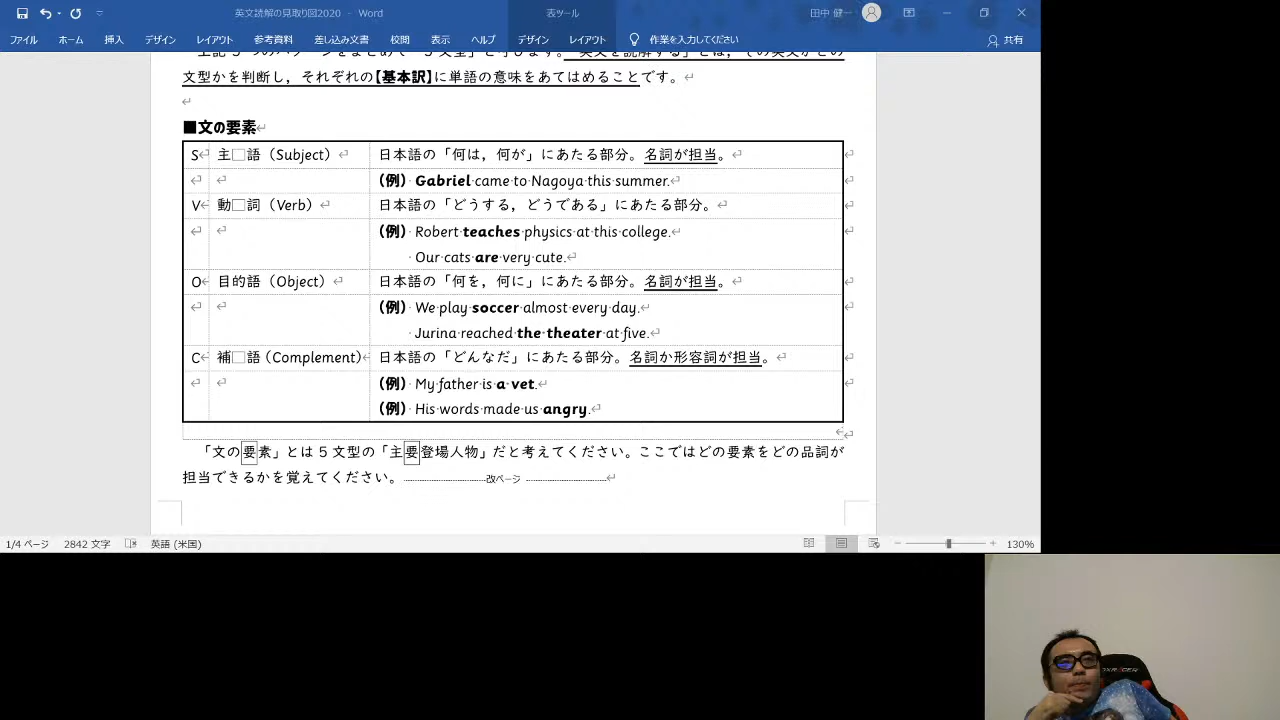 英文読解の見取り図2020 - Word
表ツール
田中 健一
ファイル ホーム 挿入 デザイン レイアウト 参考資料 差し込み文書 校閲 表示 ヘルプ デザイン レイアウト 作業を入力してください 共有
文型かを判断し，それぞれの【基本訳】に単語の意味をあてはめることです。
■文の要素
S 主□語（Subject） 日本語の「何は，何が」にあたる部分。名詞が担当。
（例） Gabriel came to Nagoya this summer.
V 動□詞（Verb） 日本語の「どうする，どうである」にあたる部分。
（例） Robert teaches physics at this college.
Our cats are very cute.
O 目的語（Object） 日本語の「何を，何に」にあたる部分。名詞が担当。
（例） We play soccer almost every day.
Jurina reached the theater at five.
C 補□語（Complement） 日本語の「どんなだ」にあたる部分。名詞か形容詞が担当。
（例） My father is a vet.
（例） His words made us angry.
「文の要素」とは 5 文型の「主要登場人物」だと考えてください。ここではどの要素をどの品詞が
担当できるかを覚えてください。 改ページ
1/4 ページ 2842 文字 英語 (米国) 130%